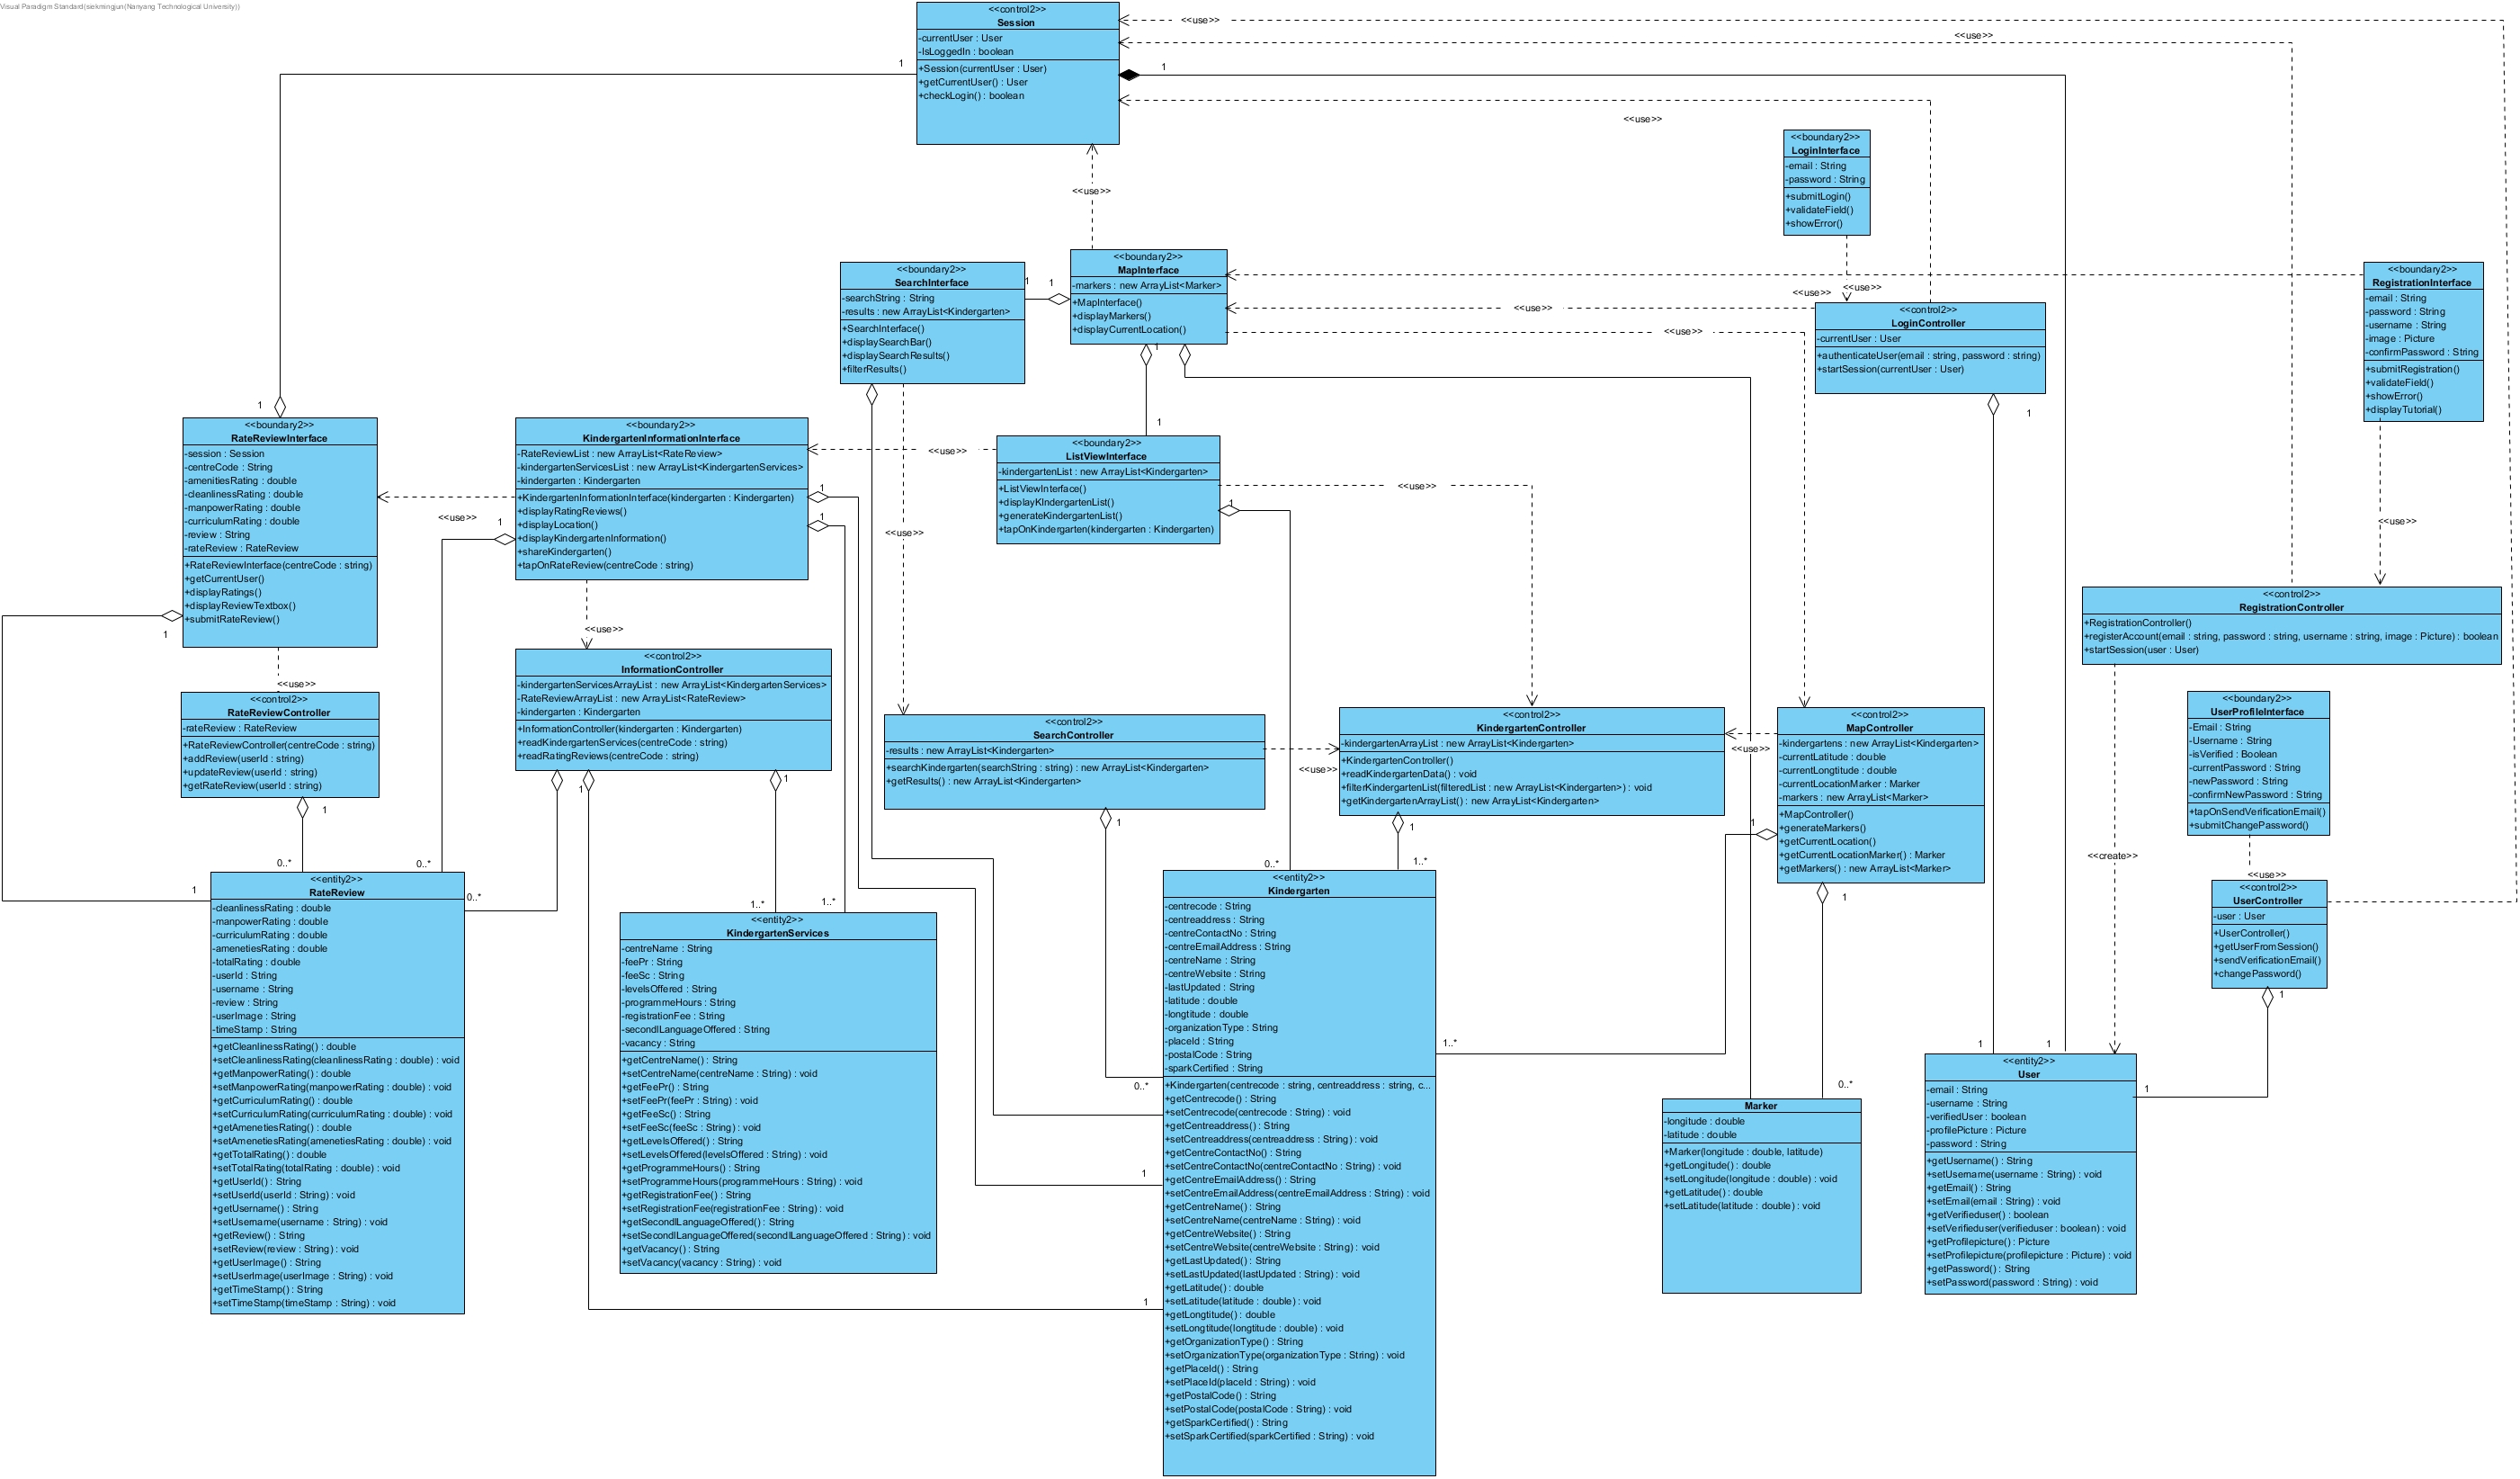 Visual Paradigm Standard(siekmingjun(Nanyang Technological University))
<<control2>>
Session
-currentUser : User
-IsLoggedIn : boolean
+Session(currentUser : User)
+getCurrentUser() : User
+checkLogin() : boolean
<<use>>
<<use>>
1
1
<<use>>
<<use>>
<<boundary2>>
LoginInterface
-email : String
-password : String
+submitLogin()
+validateField()
+showError()
<<boundary2>>
SearchInterface
-searchString : String
-results : new ArrayList<Kindergarten>
+SearchInterface()
+displaySearchBar()
+displaySearchResults()
+filterResults()
1
1
<<boundary2>>
MapInterface
-markers : new ArrayList<Marker>
+MapInterface()
+displayMarkers()
+displayCurrentLocation()
1
<<use>>
<<use>>
<<use>>
<<use>>
<<control2>>
LoginController
-currentUser : User
+authenticateUser(email : string, password : string)
+startSession(currentUser : User)
1
<<boundary2>>
RegistrationInterface
-email : String
-password : String
-username : String
-image : Picture
-confirmPassword : String
+submitRegistration()
+validateField()
+showError()
+displayTutorial()
1
<<boundary2>>
RateReviewInterface
-session : Session
-centreCode : String
-amenitiesRating : double
-cleanlinessRating : double
-manpowerRating : double
-curriculumRating : double
-review : String
-rateReview : RateReview
+RateReviewInterface(centreCode : string)
+getCurrentUser()
+displayRatings()
+displayReviewTextbox()
+submitRateReview()
1
<<use>>
<<use>>
1
<<boundary2>>
KindergartenInformationInterface
-RateReviewList : new ArrayList<RateReview>
-kindergartenServicesList : new ArrayList<KindergartenServices>
-kindergarten : Kindergarten
+KindergartenInformationInterface(kindergarten : Kindergarten)
+displayRatingReviews()
+displayLocation()
+displayKindergartenInformation()
+shareKindergarten()
+tapOnRateReview(centreCode : string)
1
1
<<use>>
<<use>>
<<use>>
1
<<boundary2>>
ListViewInterface
-kindergartenList : new ArrayList<Kindergarten>
+ListViewInterface()
+displayKIndergartenList()
+generateKindergartenList()
+tapOnKindergarten(kindergarten : Kindergarten)
1
<<use>>
<<use>>
<<control2>>
RegistrationController
+RegistrationController()
+registerAccount(email : string, password : string, username : string, image : Picture) : boolean
+startSession(user : User)
<<control2>>
RateReviewController
-rateReview : RateReview
+RateReviewController(centreCode : string)
+addReview(userId : string)
+updateReview(userId : string)
+getRateReview(userId : string)
1
<<control2>>
InformationController
-kindergartenServicesArrayList : new ArrayList<KindergartenServices>
-RateReviewArrayList : new ArrayList<RateReview>
-kindergarten : Kindergarten
+InformationController(kindergarten : Kindergarten)
+readKindergartenServices(centreCode : string)
+readRatingReviews(centreCode : string)
1
1
<<control2>>
SearchController
-results : new ArrayList<Kindergarten>
+searchKindergarten(searchString : string) : new ArrayList<Kindergarten>
+getResults() : new ArrayList<Kindergarten>
1
<<use>>
<<control2>>
KindergartenController
-kindergartenArrayList : new ArrayList<Kindergarten>
+KindergartenController()
+readKindergartenData() : void
+filterKindergartenList(filteredList : new ArrayList<Kindergarten>) : void
+getKindergartenArrayList() : new ArrayList<Kindergarten>
1
<<use>>
1
<<control2>>
MapController
-kindergartens : new ArrayList<Kindergarten>
-currentLatitude : double
-currentLongtitude : double
-currentLocationMarker : Marker
-markers : new ArrayList<Marker>
+MapController()
+generateMarkers()
+getCurrentLocation()
+getCurrentLocationMarker() : Marker
+getMarkers() : new ArrayList<Marker>
1
<<create>>
<<boundary2>>
UserProfileInterface
-Email : String
-Username : String
-isVerified : Boolean
-currentPassword : String
-newPassword : String
-confirmNewPassword : String
+tapOnSendVerificationEmail()
+submitChangePassword()
<<use>>
<<control2>>
UserController
-user : User
+UserController()
+getUserFromSession()
+sendVerificationEmail()
+changePassword()
1
1
0..*
0..*
0..*
<<entity2>>
RateReview
-cleanlinessRating : double
-manpowerRating : double
-curriculumRating : double
-amenetiesRating : double
-totalRating : double
-userId : String
-username : String
-review : String
-userImage : String
-timeStamp : String
+getCleanlinessRating() : double
+setCleanlinessRating(cleanlinessRating : double) : void
+getManpowerRating() : double
+setManpowerRating(manpowerRating : double) : void
+getCurriculumRating() : double
+setCurriculumRating(curriculumRating : double) : void
+getAmenetiesRating() : double
+setAmenetiesRating(amenetiesRating : double) : void
+getTotalRating() : double
+setTotalRating(totalRating : double) : void
+getUserId() : String
+setUserId(userId : String) : void
+getUsername() : String
+setUsername(username : String) : void
+getReview() : String
+setReview(review : String) : void
+getUserImage() : String
+setUserImage(userImage : String) : void
+getTimeStamp() : String
+setTimeStamp(timeStamp : String) : void
1..*
1..*
<<entity2>>
KindergartenServices
-centreName : String
-feePr : String
-feeSc : String
-levelsOffered : String
-programmeHours : String
-registrationFee : String
-secondlLanguageOffered : String
-vacancy : String
+getCentreName() : String
+setCentreName(centreName : String) : void
+getFeePr() : String
+setFeePr(feePr : String) : void
+getFeeSc() : String
+setFeeSc(feeSc : String) : void
+getLevelsOffered() : String
+setLevelsOffered(levelsOffered : String) : void
+getProgrammeHours() : String
+setProgrammeHours(programmeHours : String) : void
+getRegistrationFee() : String
+setRegistrationFee(registrationFee : String) : void
+getSecondlLanguageOffered() : String
+setSecondlLanguageOffered(secondlLanguageOffered : String) : void
+getVacancy() : String
+setVacancy(vacancy : String) : void
0..*
1..*
0..*
1
1
1..*
<<entity2>>
Kindergarten
-centrecode : String
-centreaddress : String
-centreContactNo : String
-centreEmailAddress : String
-centreName : String
-centreWebsite : String
-lastUpdated : String
-latitude : double
-longtitude : double
-organizationType : String
-placeId : String
-postalCode : String
-sparkCertified : String
+Kindergarten(centrecode : string, centreaddress : string, c...
+getCentrecode() : String
+setCentrecode(centrecode : String) : void
+getCentreaddress() : String
+setCentreaddress(centreaddress : String) : void
+getCentreContactNo() : String
+setCentreContactNo(centreContactNo : String) : void
+getCentreEmailAddress() : String
+setCentreEmailAddress(centreEmailAddress : String) : void
+getCentreName() : String
+setCentreName(centreName : String) : void
+getCentreWebsite() : String
+setCentreWebsite(centreWebsite : String) : void
+getLastUpdated() : String
+setLastUpdated(lastUpdated : String) : void
+getLatitude() : double
+setLatitude(latitude : double) : void
+getLongtitude() : double
+setLongtitude(longtitude : double) : void
+getOrganizationType() : String
+setOrganizationType(organizationType : String) : void
+getPlaceId() : String
+setPlaceId(placeId : String) : void
+getPostalCode() : String
+setPostalCode(postalCode : String) : void
+getSparkCertified() : String
+setSparkCertified(sparkCertified : String) : void
0..*
Marker
-longitude : double
-latitude : double
+Marker(longitude : double, latitude)
+getLongitude() : double
+setLongitude(longitude : double) : void
+getLatitude() : double
+setLatitude(latitude : double) : void
1
1
1
<<entity2>>
User
-email : String
-username : String
-verifiedUser : boolean
-profilePicture : Picture
-password : String
+getUsername() : String
+setUsername(username : String) : void
+getEmail() : String
+setEmail(email : String) : void
+getVerifieduser() : boolean
+setVerifieduser(verifieduser : boolean) : void
+getProfilepicture() : Picture
+setProfilepicture(profilepicture : Picture) : void
+getPassword() : String
+setPassword(password : String) : void